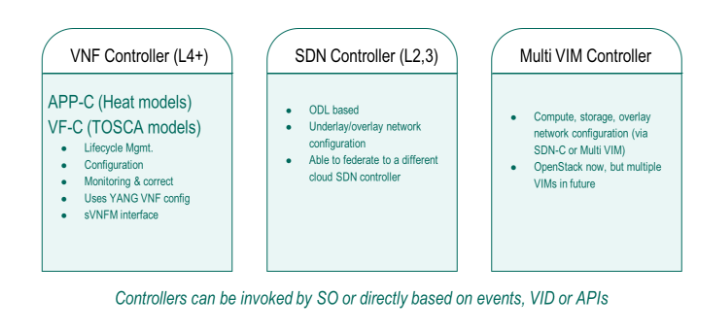 VNF Controller (L4+)
APP-C (Heat models)
VF-C (TOSCA models)
● Lifecycle Mgmt.
● Configuration
● Monitoring & correct
● Uses YANG VNF config
● sVNFM interface
SDN Controller (L2,3)
● ODL based
● Underlay/overlay network
configuration
● Able to federate to a different
cloud SDN controller
Multi VIM Controller
● Compute, storage, overlay
network configuration (via
SDN-C or Multi VIM)
● OpenStack now, but multiple
VIMs in future
Controllers can be invoked by SO or directly based on events, VID or APIs